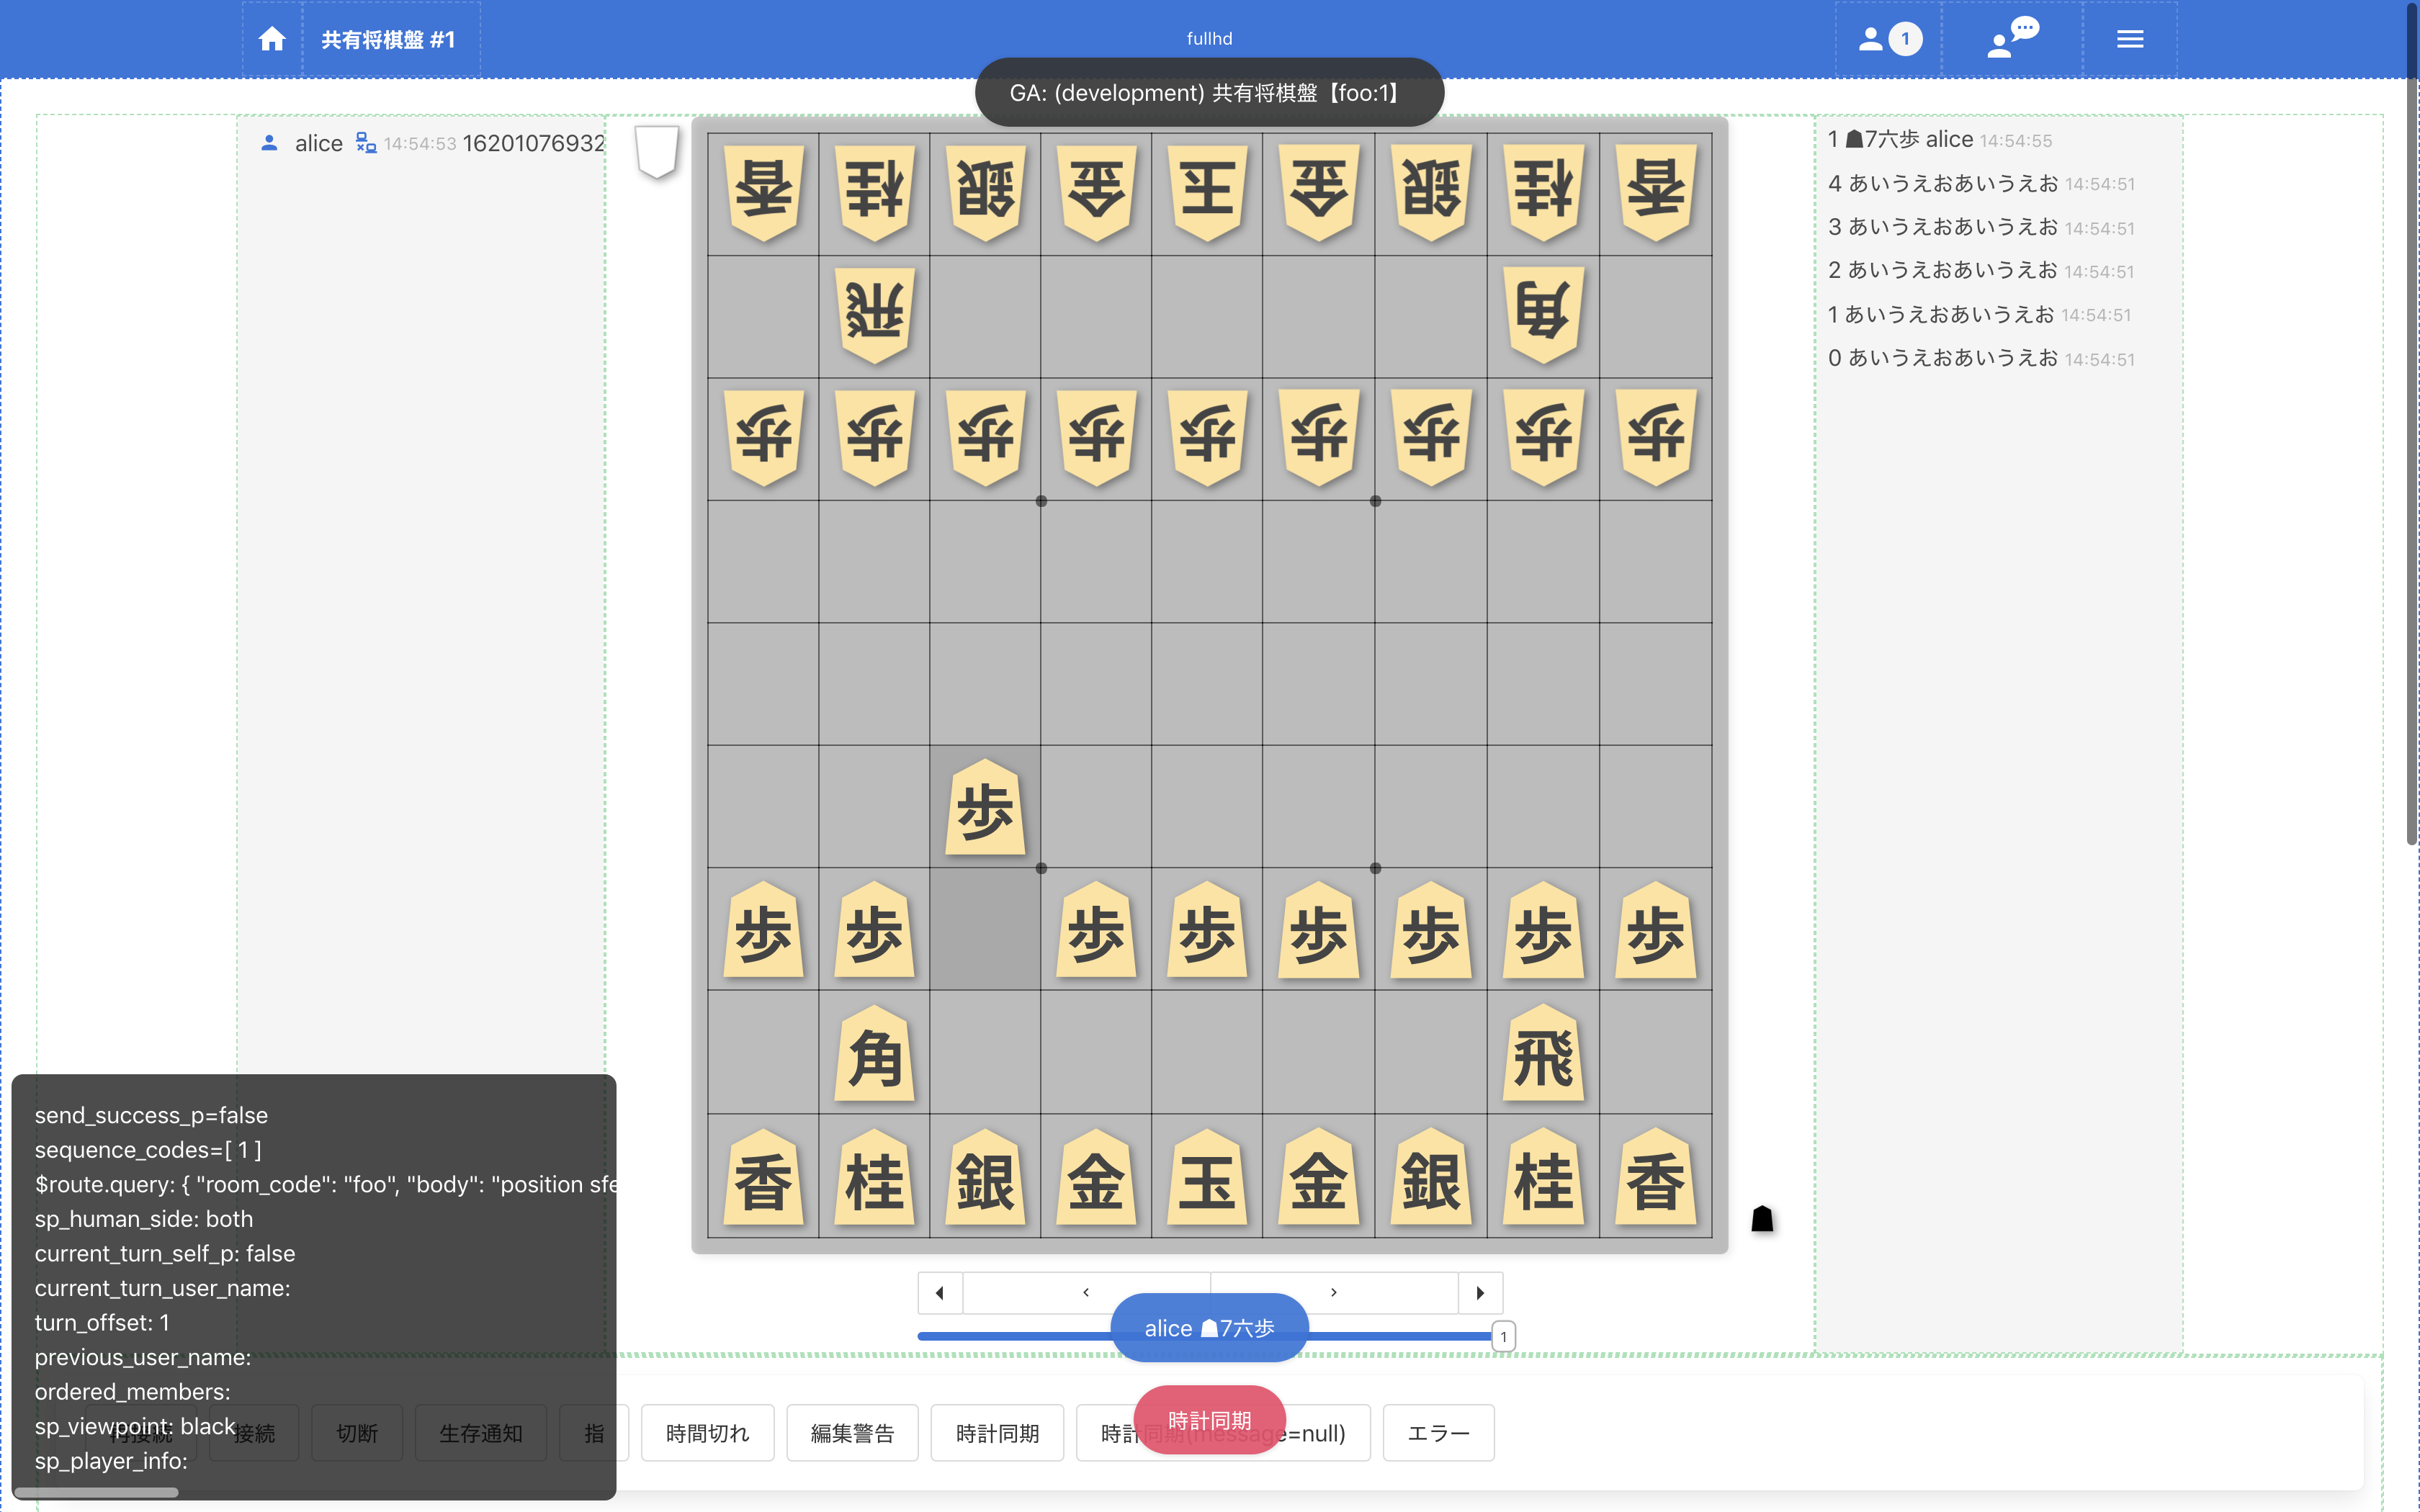 共有将棋盤 #1
fullhd
1
GA: (development) 共有将棋盤【foo:1】
alice 14:54:53 16201076932
香 桂 銀 金 玉 金 銀 桂 香
飛 角
歩 歩 歩 歩 歩 歩 歩 歩 歩
歩
歩 歩 歩 歩 歩 歩 歩 歩
角 飛
香 桂 銀 金 玉 金 銀 桂 香
1 ☗7六歩 alice 14:54:55
4 あいうえおあいうえお 14:54:51
3 あいうえおあいうえお 14:54:51
2 あいうえおあいうえお 14:54:51
1 あいうえおあいうえお 14:54:51
0 あいうえおあいうえお 14:54:51
1
alice ☗7六歩
時計同期
send_success_p=false
sequence_codes=[ 1 ]
$route.query: { "room_code": "foo", "body": "position sfe
sp_human_side: both
current_turn_self_p: false
current_turn_user_name:
turn_offset: 1
previous_user_name:
ordered_members:
sp_viewpoint: black
sp_player_info:
接続 切断 生存通知 指 時間切れ 編集警告 時計同期 エラー